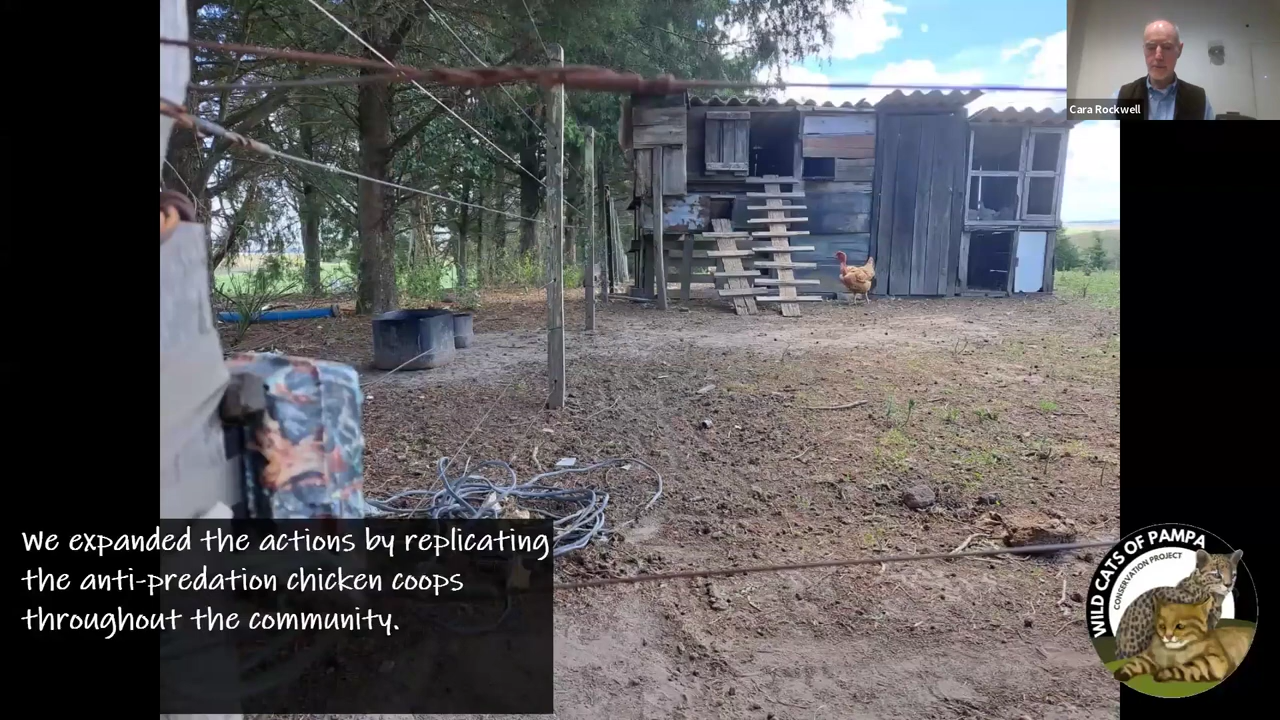 Cara Rockwell
We expanded the actions by replicating
the anti-predation chicken coops
throughout the community.
WILD CATS OF PAMPA
CONSERVATION PROJECT